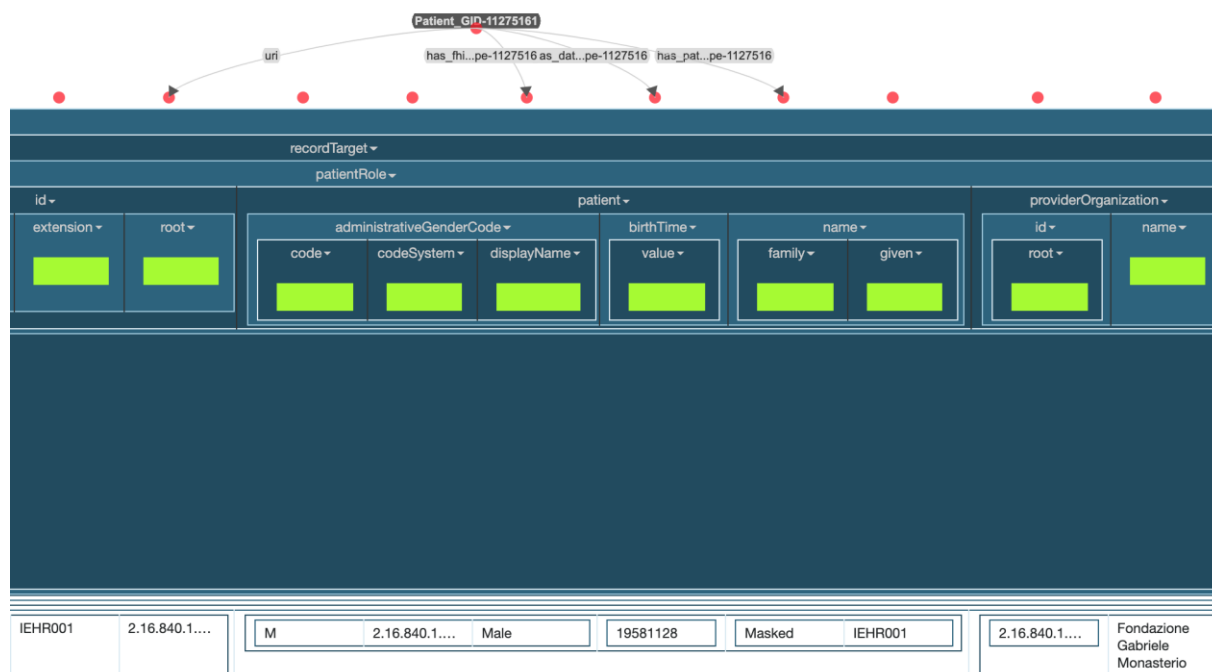 Patient_GID-11275161
uri has_fhi...pe-1127516 as_dat...pe-1127516 has_pat...pe-1127516
recordTarget
patientRole
id patient providerOrganization
extension root administrativeGenderCode birthTime name id name
code codeSystem displayName value family given root
IEHR001 2.16.840.1.... M 2.16.840.1.... Male 19581128 Masked IEHR001 2.16.840.1.... Fondazione
Gabriele
Monasterio